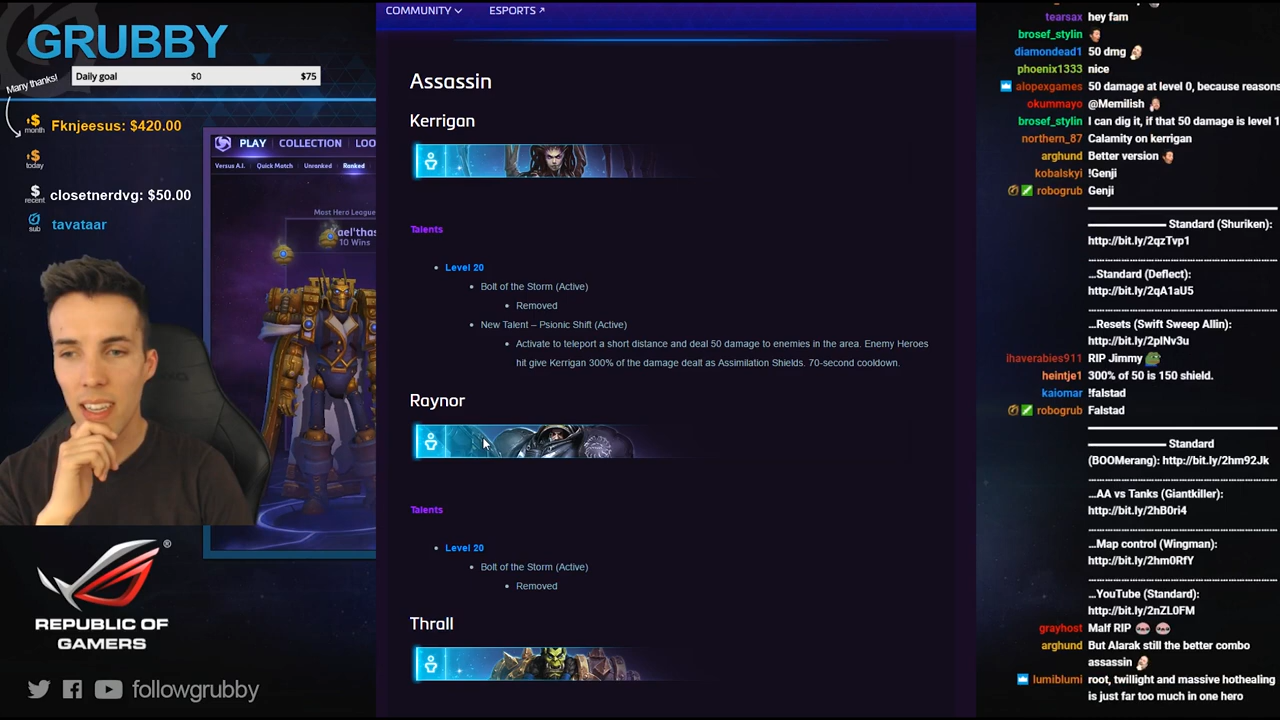 GRUBBY
Many thanks!
Daily goal $0 $75
$ month Fknjeesus: $420.00
$ today
$ recent closetnerdvg: $50.00
sub tavataar
PLAY COLLECTION LOO
Versus A.I. Quick Match Unranked Ranked
Most Hero League
Kael'thas
10 Wins
REPUBLIC OF
GAMERS
®
followgrubby
COMMUNITY ESPORTS
Assassin
Kerrigan
Talents
• Level 20
• Bolt of the Storm (Active)
• Removed
• New Talent – Psionic Shift (Active)
• Activate to teleport a short distance and deal 50 damage to enemies in the area. Enemy Heroes
hit give Kerrigan 300% of the damage dealt as Assimilation Shields. 70-second cooldown.
Raynor
Talents
• Level 20
• Bolt of the Storm (Active)
• Removed
Thrall
tearsax hey fam
brosef_stylin
diamondead1 50 dmg
phoenix1333 nice
alopexgames 50 damage at level 0, because reasons
okummayo @Memilish
brosef_stylin I can dig it, if that 50 damage is level 1
northern_87 Calamity on kerrigan
arghund Better version
kobalskyi !Genji
robogrub Genji
Standard (Shuriken):
http://bit.ly/2qzTvp1
...Standard (Deflect):
http://bit.ly/2qA1aU5
...Resets (Swift Sweep Allin):
http://bit.ly/2plNv3u
ihaverabies911 RIP Jimmy
heintje1 300% of 50 is 150 shield.
kaiomar !falstad
robogrub Falstad
Standard
(BOOMerang): http://bit.ly/2hm92Jk
...AA vs Tanks (Giantkiller):
http://bit.ly/2hB0ri4
...Map control (Wingman):
http://bit.ly/2hm0RfY
...YouTube (Standard):
http://bit.ly/2nZL0FM
grayhost Malf RIP
arghund But Alarak still the better combo
assassin
lumiblumi root, twillight and massive hothealing
is just far too much in one hero